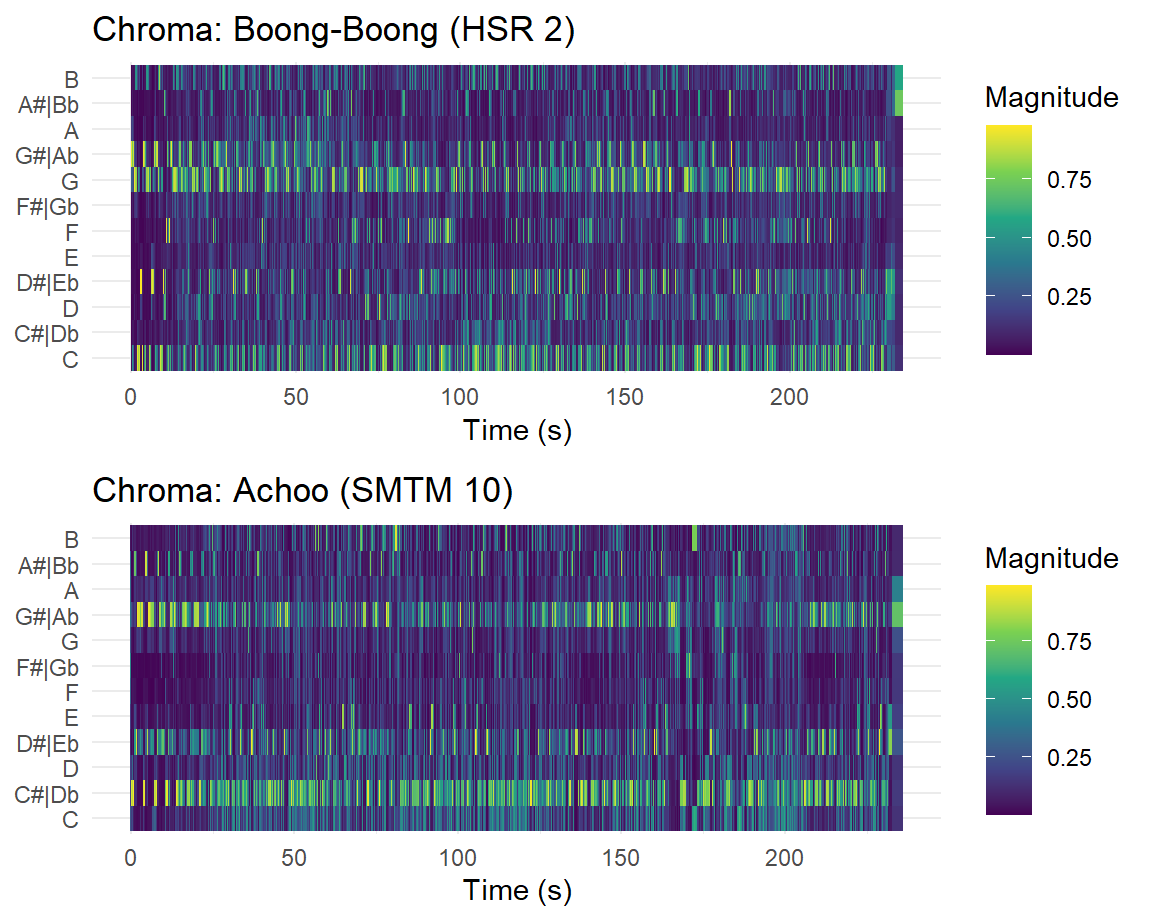 Chroma: Boong-Boong (HSR 2)
B
A#|Bb
A
G#|Ab
G
F#|Gb
F
E
D#|Eb
D
C#|Db
C
0 50 100 150 200
Time (s)
Magnitude
0.75
0.50
0.25
Chroma: Achoo (SMTM 10)
B
A#|Bb
A
G#|Ab
G
F#|Gb
F
E
D#|Eb
D
C#|Db
C
0 50 100 150 200
Time (s)
Magnitude
0.75
0.50
0.25